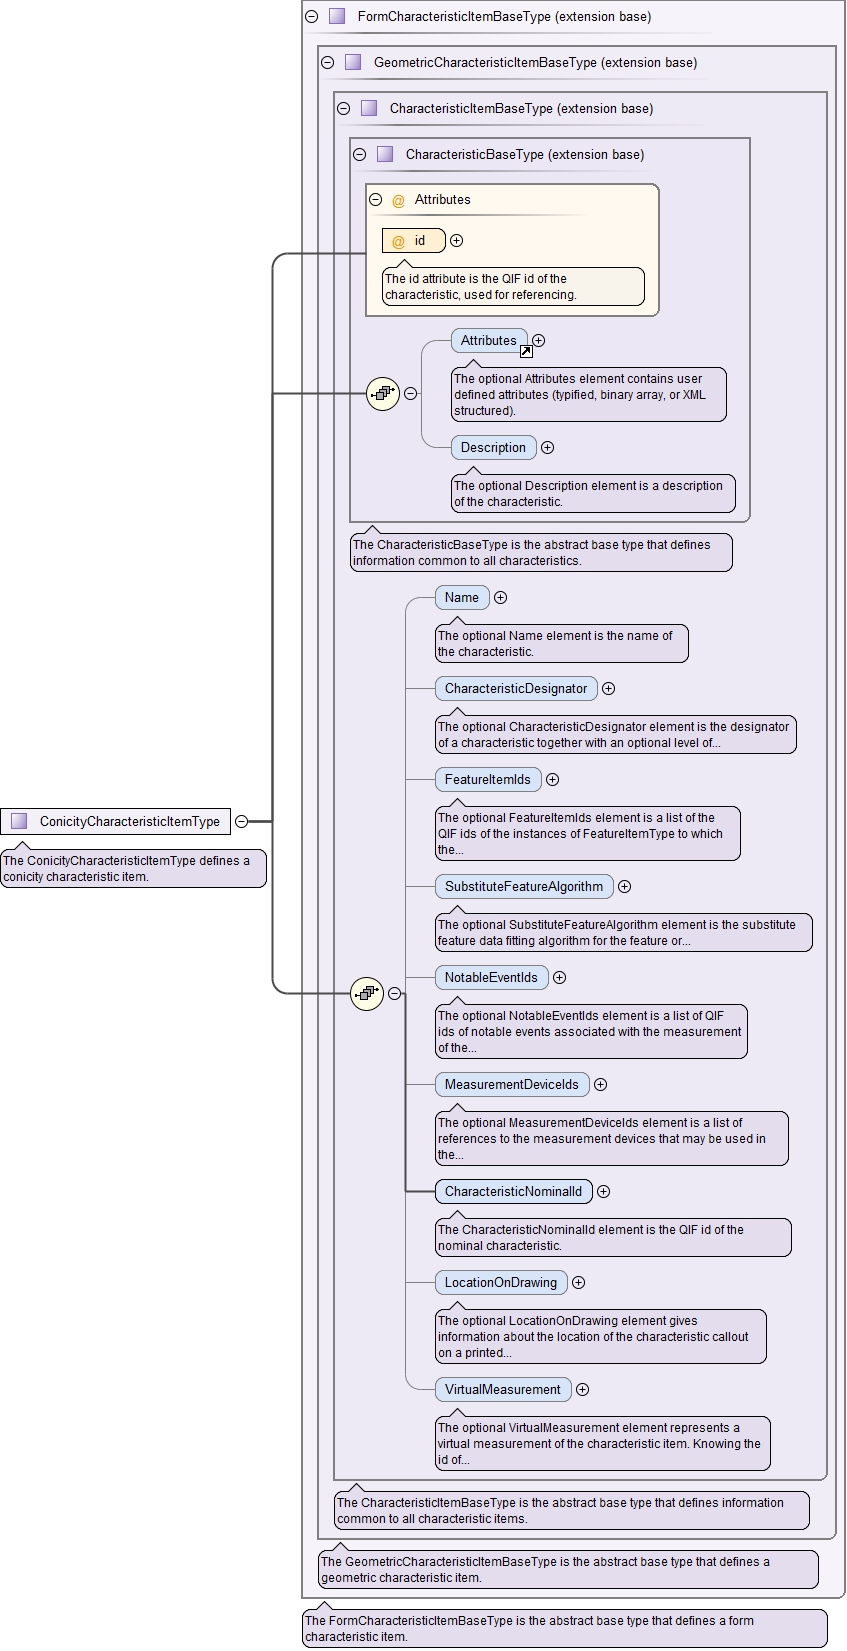 FormCharacteristicItemBaseType (extension base)
GeometricCharacteristicItemBaseType (extension base)
CharacteristicItemBaseType (extension base)
CharacteristicBaseType (extension base)
@ Attributes
@ id
The id attribute is the QIF id of the
characteristic, used for referencing.
Attributes
The optional Attributes element contains user
defined attributes (typified, binary array, or XML
structured).
Description
The optional Description element is a description
of the characteristic.
The CharacteristicBaseType is the abstract base type that defines
information common to all characteristics.
Name
The optional Name element is the name of
the characteristic.
CharacteristicDesignator
The optional CharacteristicDesignator element is the designator
of a characteristic together with an optional level of...
FeatureItemIds
The optional FeatureItemIds element is a list of the
QIF ids of the instances of FeatureItemType to which
the...
ConicityCharacteristicItemType
The ConicityCharacteristicItemType defines a
conicity characteristic item.
SubstituteFeatureAlgorithm
The optional SubstituteFeatureAlgorithm element is the substitute
feature data fitting algorithm for the feature or...
NotableEventIds
The optional NotableEventIds element is a list of QIF
ids of notable events associated with the measurement
of the...
MeasurementDeviceIds
The optional MeasurementDeviceIds element is a list of
references to the measurement devices that may be used in
the...
CharacteristicNominalId
The CharacteristicNominalId element is the QIF id of the
nominal characteristic.
LocationOnDrawing
The optional LocationOnDrawing element gives
information about the location of the characteristic callout
on a printed...
VirtualMeasurement
The optional VirtualMeasurement element represents a
virtual measurement of the characteristic item. Knowing the
id of...
The CharacteristicItemBaseType is the abstract base type that defines information
common to all characteristic items.
The GeometricCharacteristicItemBaseType is the abstract base type that defines a
geometric characteristic item.
The FormCharacteristicItemBaseType is the abstract base type that defines a form
characteristic item.